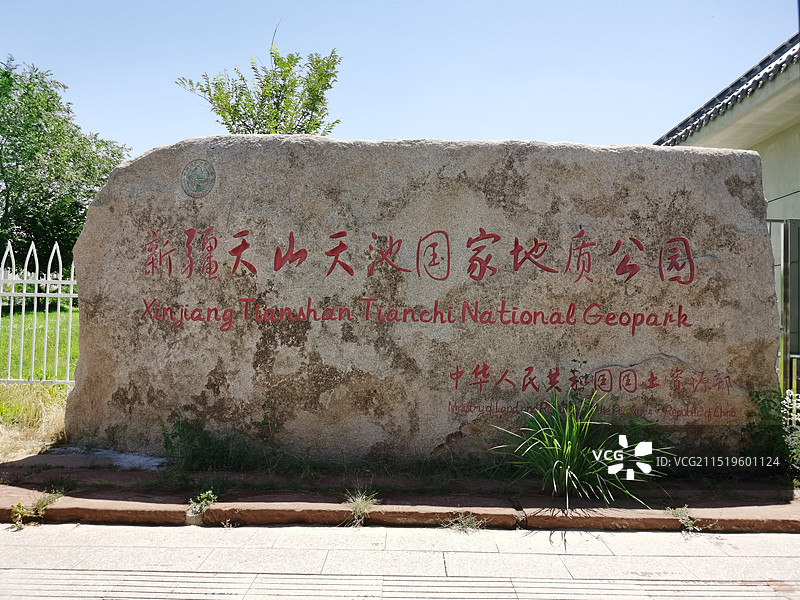 新疆天山天池国家地质公园
Xinjiang Tianshan Tianchi National Geopark
中华人民共和国国土资源部
Ministry of Land and Republic of China
VCG ID:VCG211519601124